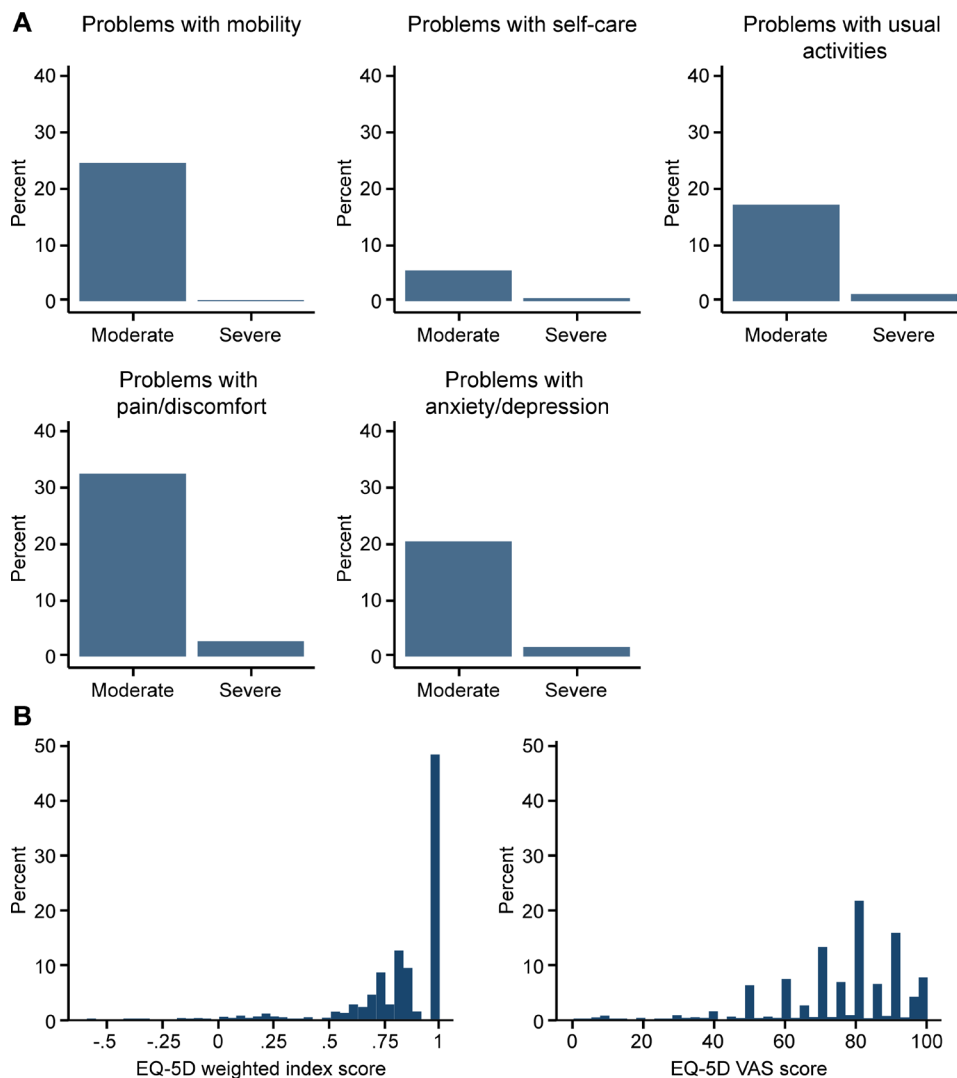 A
Problems with mobility
Problems with self-care
Problems with usual
activities
Percent
40
30
20
10
0
Moderate
Severe
Percent
40
30
20
10
0
Moderate
Severe
Percent
40
30
20
10
0
Moderate
Severe
Problems with
pain/discomfort
Problems with
anxiety/depression
Percent
40
30
20
10
0
Moderate
Severe
Percent
40
30
20
10
0
Moderate
Severe
B
Percent
50
40
30
20
10
0
-.5 .25 0 .25 .5 .75 1
EQ-5D weighted index score
Percent
50
40
30
20
10
0
0 20 40 60 80 100
EQ-5D VAS score